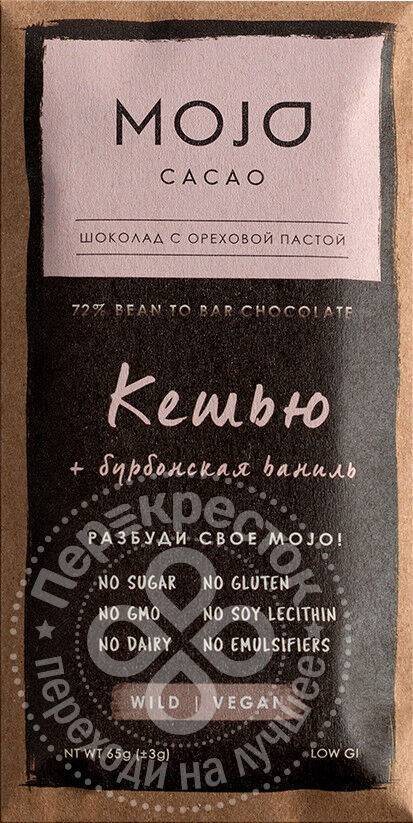 MOJO
CACAO
ШОКОЛАД С ОРЕХОВОЙ ПАСТОЙ
72% BEAN TO BAR CHOCOLATE
Кешью
+ бурбонская ваниль
РАЗБУДИ СВОЕ MOJO!
NO SUGAR NO GLUTEN
NO GMO NO SOY LECITHIN
NO DAIRY NO EMULSIFIERS
WILD | VEGAN
NT WT 65g (±3g) LOW GI
Перекресток
★ переходи на лучшее ★